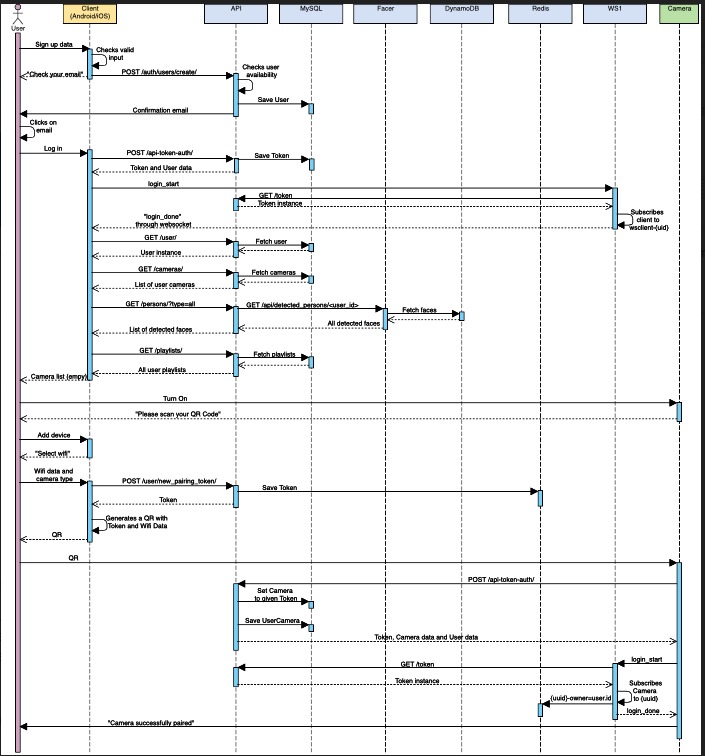 Client
(Android/iOS)
API
MySQL
Facer
DynamoDB
Redis
WS1
Camera
User
Sign up data
Checks valid
input
"Check your email"
POST /auth/users/create/
Checks user
availability
Save User
Confirmation email
Clicks on
email
Log in
POST /api-token-auth/
Save Token
Token and User data
login_start
GET /token
Token instance
Subscribes
client to
wsclient-{uid}
"login_done"
through websocket
GET /user/
Fetch user
User instance
GET /cameras/
Fetch cameras
List of user cameras
GET /persons/?type=all
GET /api/detected_persons/<user_id>
Fetch faces
All detected faces
List of detected faces
GET /playlists/
Fetch playlists
All user playlists
Camera list (empy)
Turn On
"Please scan your QR Code"
Add device
"Select wifi"
Wifi data and
camera type
POST /user/new_pairing_token/
Save Token
Token
Generates a QR with
Token and Wifi Data
QR
QR
POST /api-token-auth/
Set Camera
to given Token
Save UserCamera
Token, Camera data and User data
login_start
GET /token
Token instance
Subscribes
Camera
to {uuid}
{uuid}-owner=user.id
login_done
"Camera successfully paired"